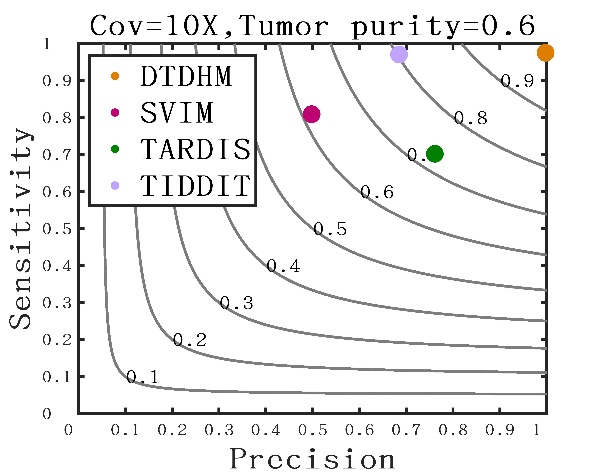 Cov=10X,Tumor purity=0.6
1
0.9
0.8
0.7
0.6
0.5
0.4
0.3
0.2
0.1
0
Sensitivity
DTDHM
SVIM
TARDIS
TIDDIT
0.9
0.8
0.
0.6
0.5
0.4
0.3
0.2
0.1
0 0.1 0.2 0.3 0.4 0.5 0.6 0.7 0.8 0.9 1
Precision